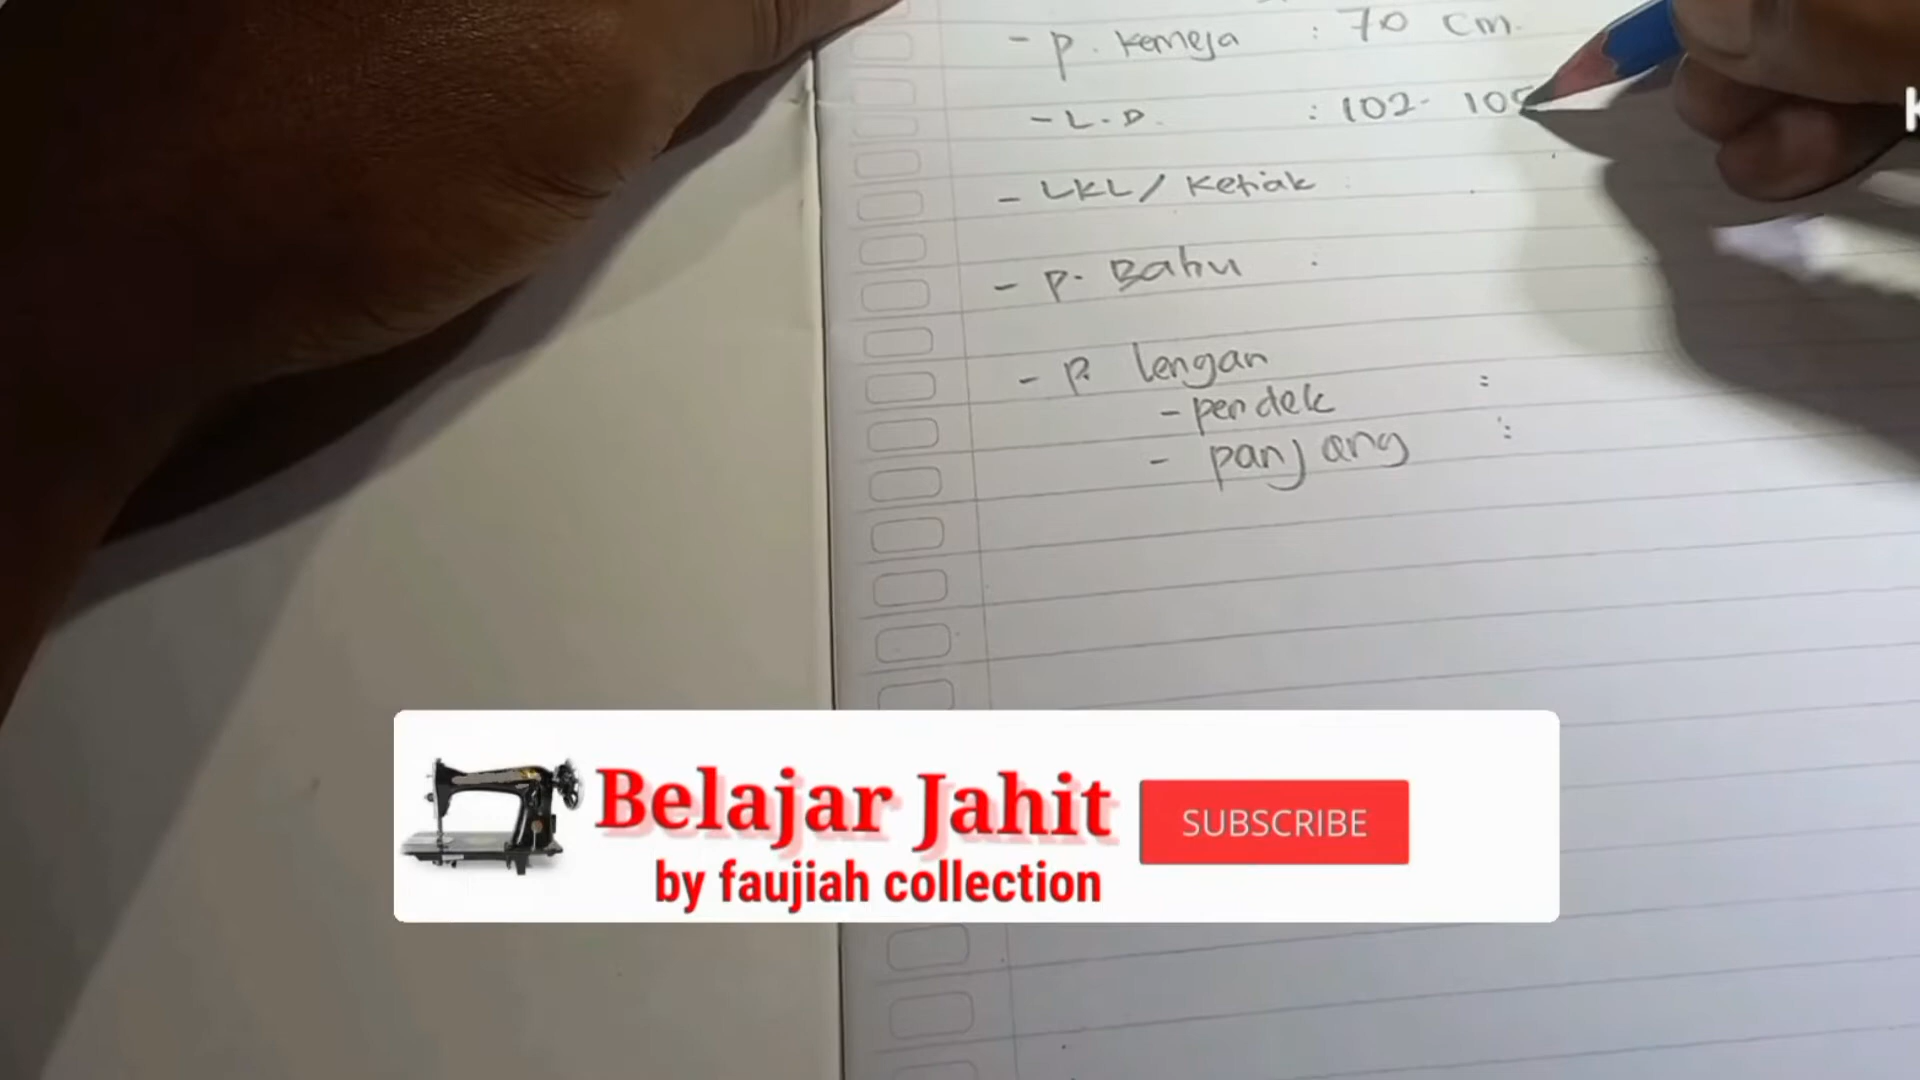 - P. Kemeja : 70 cm.
- L.D. : 102 - 105
- LKL / Ketiak :
- P. Bahu :
- P. lengan
- pendek :
- panjang :
Belajar Jahit
by faujiah collection
SUBSCRIBE